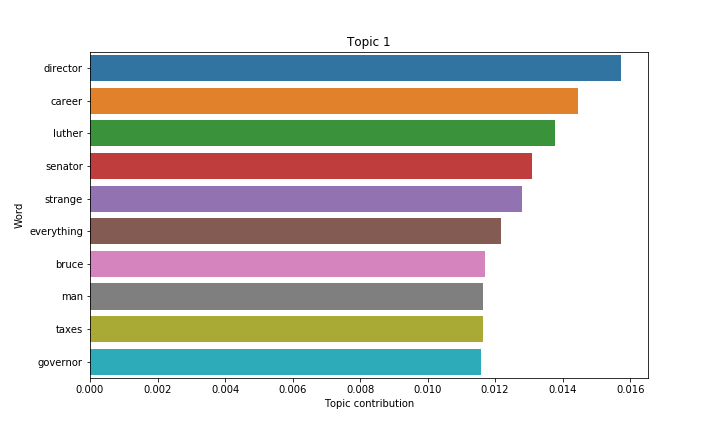 Topic 1
Word
director
career
luther
senator
strange
everything
bruce
man
taxes
governor
0.000 0.002 0.004 0.006 0.008 0.010 0.012 0.014 0.016
Topic contribution